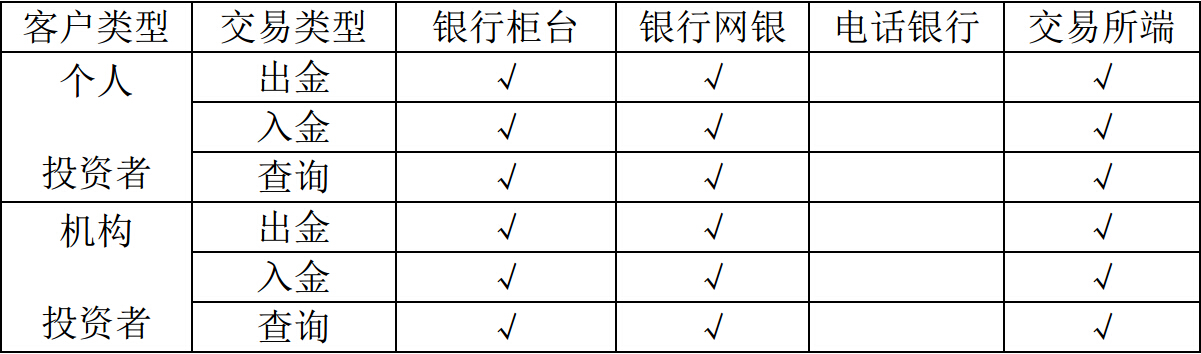 客户类型 交易类型 银行柜台 银行网银 电话银行 交易所端
个人 出金 √ √ √
入金 √ √ √
投资者 查询 √ √ √
机构 出金 √ √ √
入金 √ √ √
投资者 查询 √ √ √